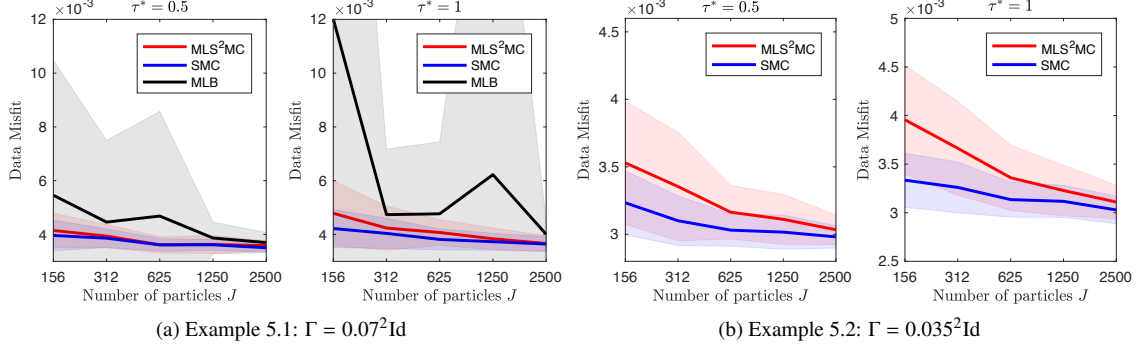 ×10⁻³ τ* = 0.5
12
10
8
6
4
Data Misfit
MLS²MC
SMC
MLB
156 312 625 1250 2500
Number of particles J
×10⁻³ τ* = 1
12
10
8
6
4
Data Misfit
MLS²MC
SMC
MLB
156 312 625 1250 2500
Number of particles J
(a) Example 5.1: Γ = 0.07²Id
×10⁻³ τ* = 0.5
4.5
4
3.5
3
Data Misfit
MLS²MC
SMC
156 312 625 1250 2500
Number of particles J
×10⁻³ τ* = 1
5
4.5
4
3.5
3
2.5
Data Misfit
MLS²MC
SMC
156 312 625 1250 2500
Number of particles J
(b) Example 5.2: Γ = 0.035²Id